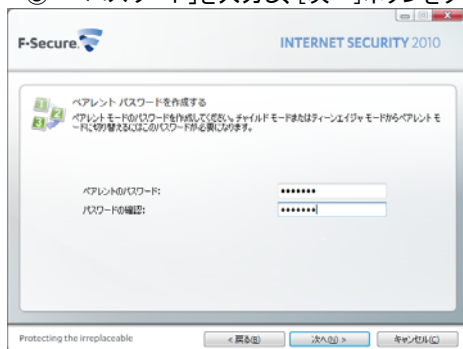 パスワード」を入力し、[次へ]ボタンをク
F-Secure.
INTERNET SECURITY 2010
ペアレント パスワードを作成する
ペアレント モードのパスワードを作成してください。チャイルド モードまたはティーンエイジャ モードからペアレント モ
ードに切り替えるにはこのパスワードが必要になります。
ペアレントのパスワード:
•••••••
パスワードの確認:
•••••••
Protecting the irreplaceable
< 戻る(B)
次へ(N) >
キャンセル(C)